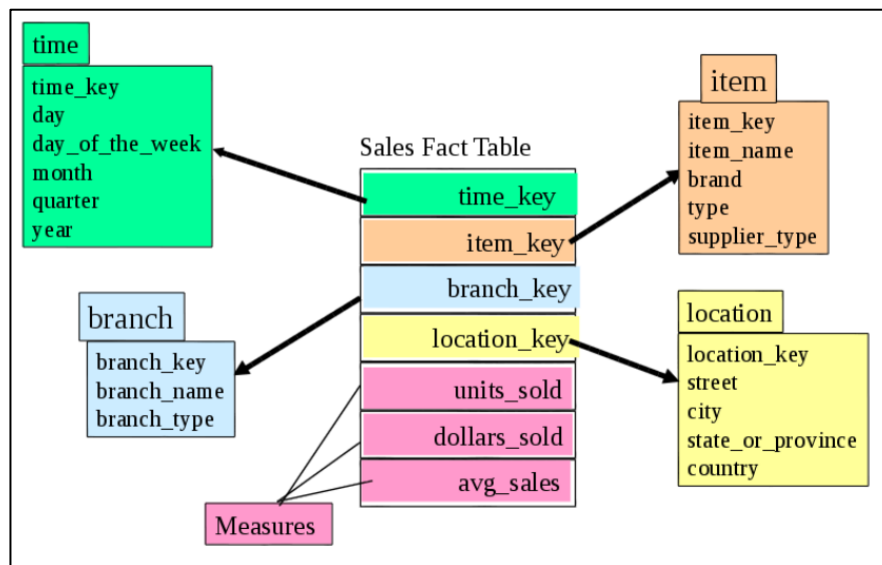 time
time_key
day
day_of_the_week
month
quarter
year
item
item_key
item_name
brand
type
supplier_type
Sales Fact Table
time_key
item_key
branch_key
location_key
units_sold
dollars_sold
avg_sales
branch
branch_key
branch_name
branch_type
location
location_key
street
city
state_or_province
country
Measures